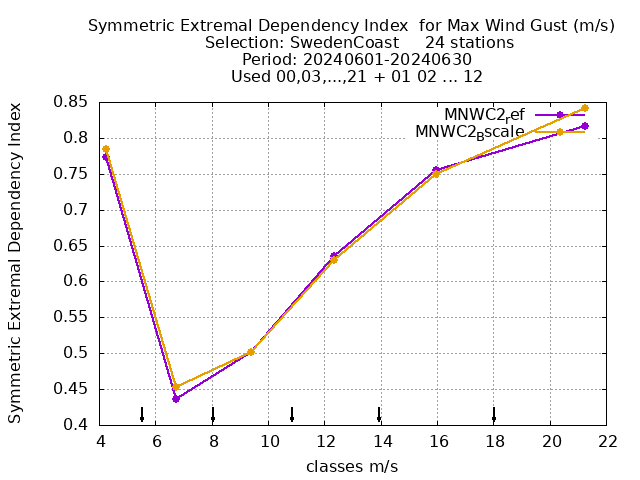 Symmetric Extremal Dependency Index  for Max Wind Gust (m/s)
Selection: SwedenCoast     24 stations
Period: 20240601-20240630
Used 00,03,...,21 + 01 02 ... 12
Symmetric Extremal Dependency Index
0.85
0.8
0.75
0.7
0.65
0.6
0.55
0.5
0.45
0.4
MNWC2ref
MNWC2Bscale
4 6 8 10 12 14 16 18 20 22
classes m/s